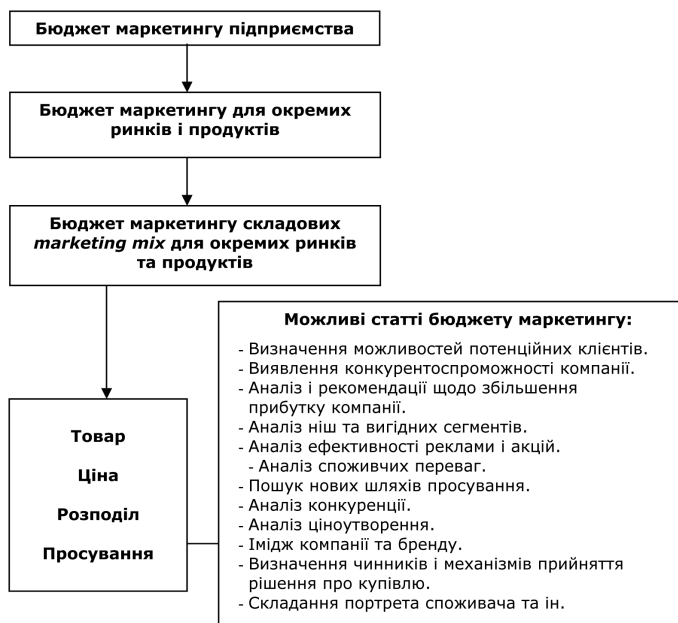 Бюджет маркетингу підприємства
Бюджет маркетингу для окремих
ринків і продуктів
Бюджет маркетингу складових
marketing mix для окремих ринків
та продуктів
Можливі статті бюджету маркетингу:
- Визначення можливостей потенційних клієнтів.
- Виявлення конкурентоспроможності компанії.
- Аналіз і рекомендації щодо збільшення
прибутку компанії.
- Аналіз ніш та вигідних сегментів.
- Аналіз ефективності реклами і акцій.
- Аналіз споживчих переваг.
- Пошук нових шляхів просування.
- Аналіз конкуренції.
- Аналіз ціноутворення.
- Імідж компанії та бренду.
- Визначення чинників і механізмів прийняття
рішення про купівлю.
- Складання портрета споживача та ін.
Товар
Ціна
Розподіл
Просування